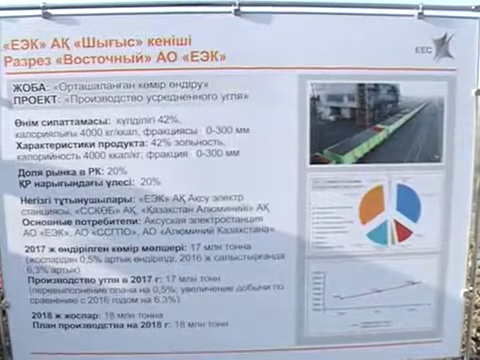 «ЕЭК» АҚ «Шығыс» кеніші
Разрез «Восточный» АО «ЕЭК»
EEC
ЖОБА: «Орташаланған көмір өндіру»
ПРОЕКТ: «Производство усредненного угля»
Өнім сипаттамасы: күлділігі 42%,
калориялығы 4000 кг/ккал, фракциясы 0-300 мм
Характеристики продукта: 42% зольность,
калорийность 4000 ккал/кг, фракция 0-300 мм
Доля рынка в РК: 20%
ҚР нарығындағы үлесі: 20%
Негізгі тұтынушылары: «ЕЭК» АҚ Ақсу электр
станциясы, «ССКӨБ» АҚ, «Қазақстан Алюминийі» АҚ
Основные потребители: Аксуская электростанция
АО «ЕЭК», АО «ССГПО», АО «Алюминий Казахстана»
2017 ж өндірілген көмір мөлшері: 17 млн тонна
(жоспардан 0,5% артық өндірілді, 2016 ж салыстырғанда
6,3% артық)
Производство угля в 2017 г: 17 млн тонн
(перевыполнение плана на 0,5%; увеличение добычи по
сравнению с 2016 годом на 6.3%)
2018 ж жоспар: 18 млн тонна
План производства на 2018 г: 18 млн тонн